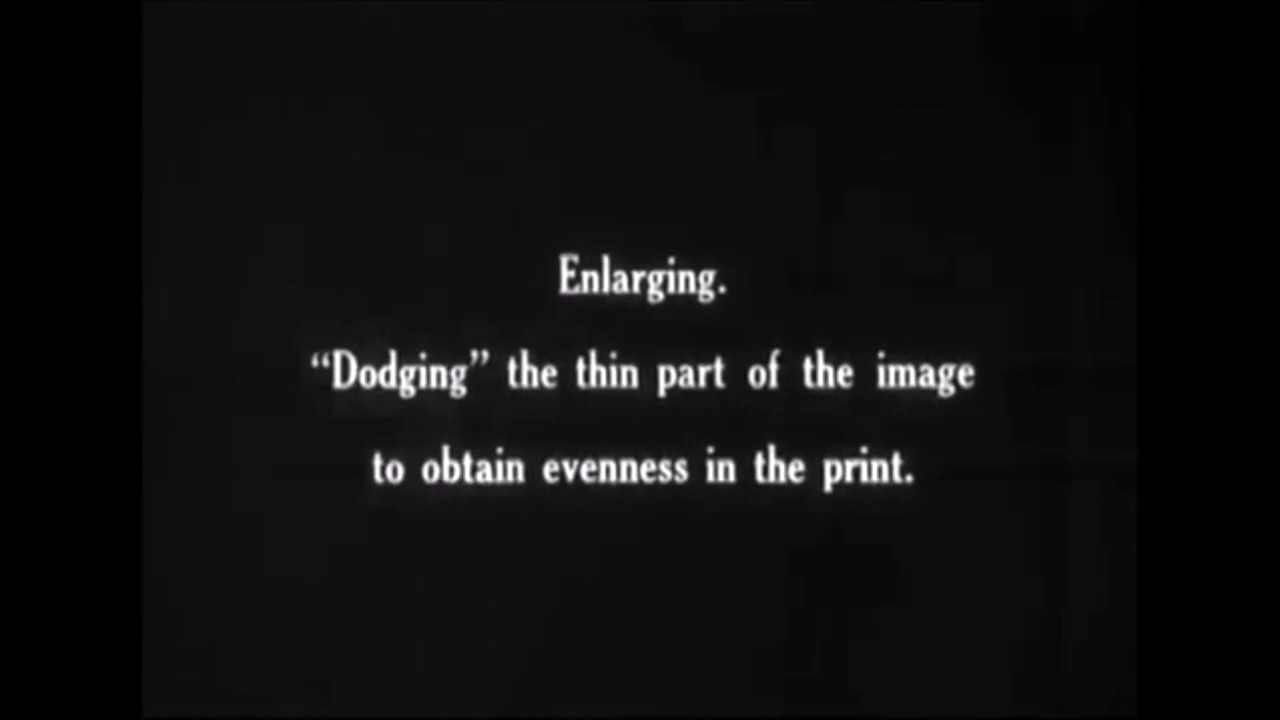 Enlarging.
“Dodging” the thin part of the image
to obtain evenness in the print.